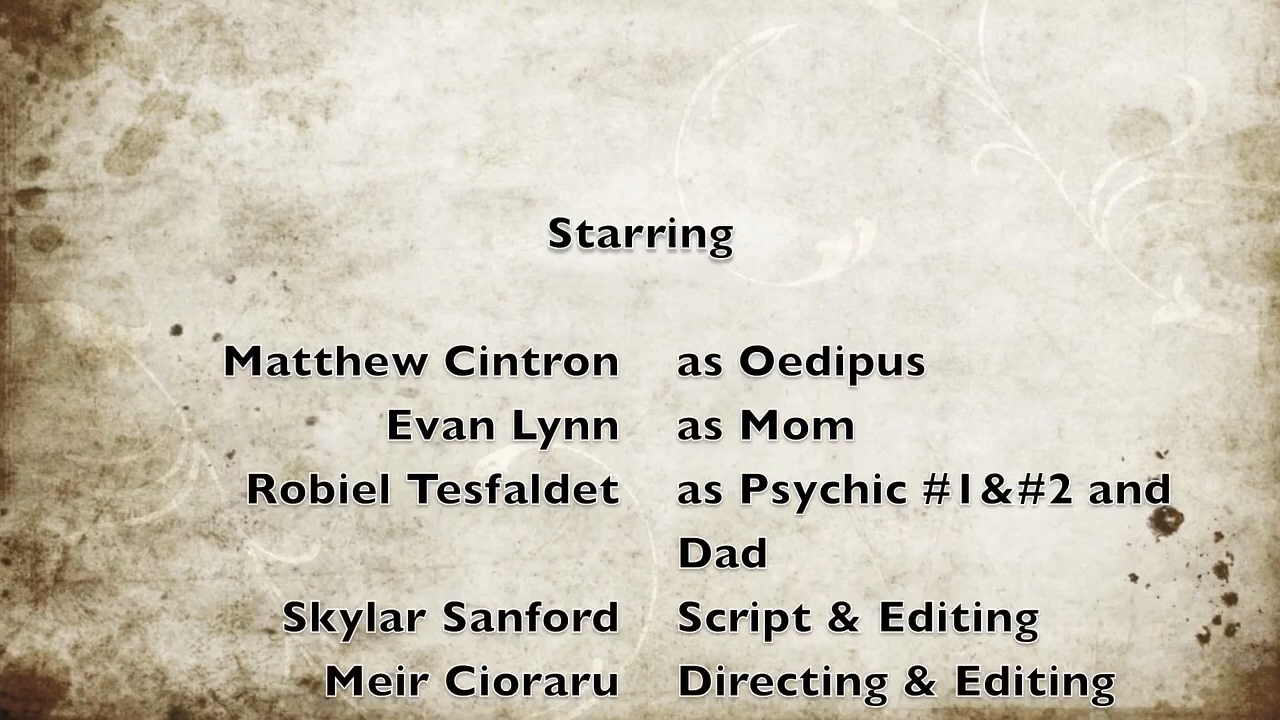 Starring
Matthew Cintron as Oedipus
Evan Lynn as Mom
Robiel Tesfaldet as Psychic #1&#2 and
Dad
Skylar Sanford Script & Editing
Meir Cioraru Directing & Editing